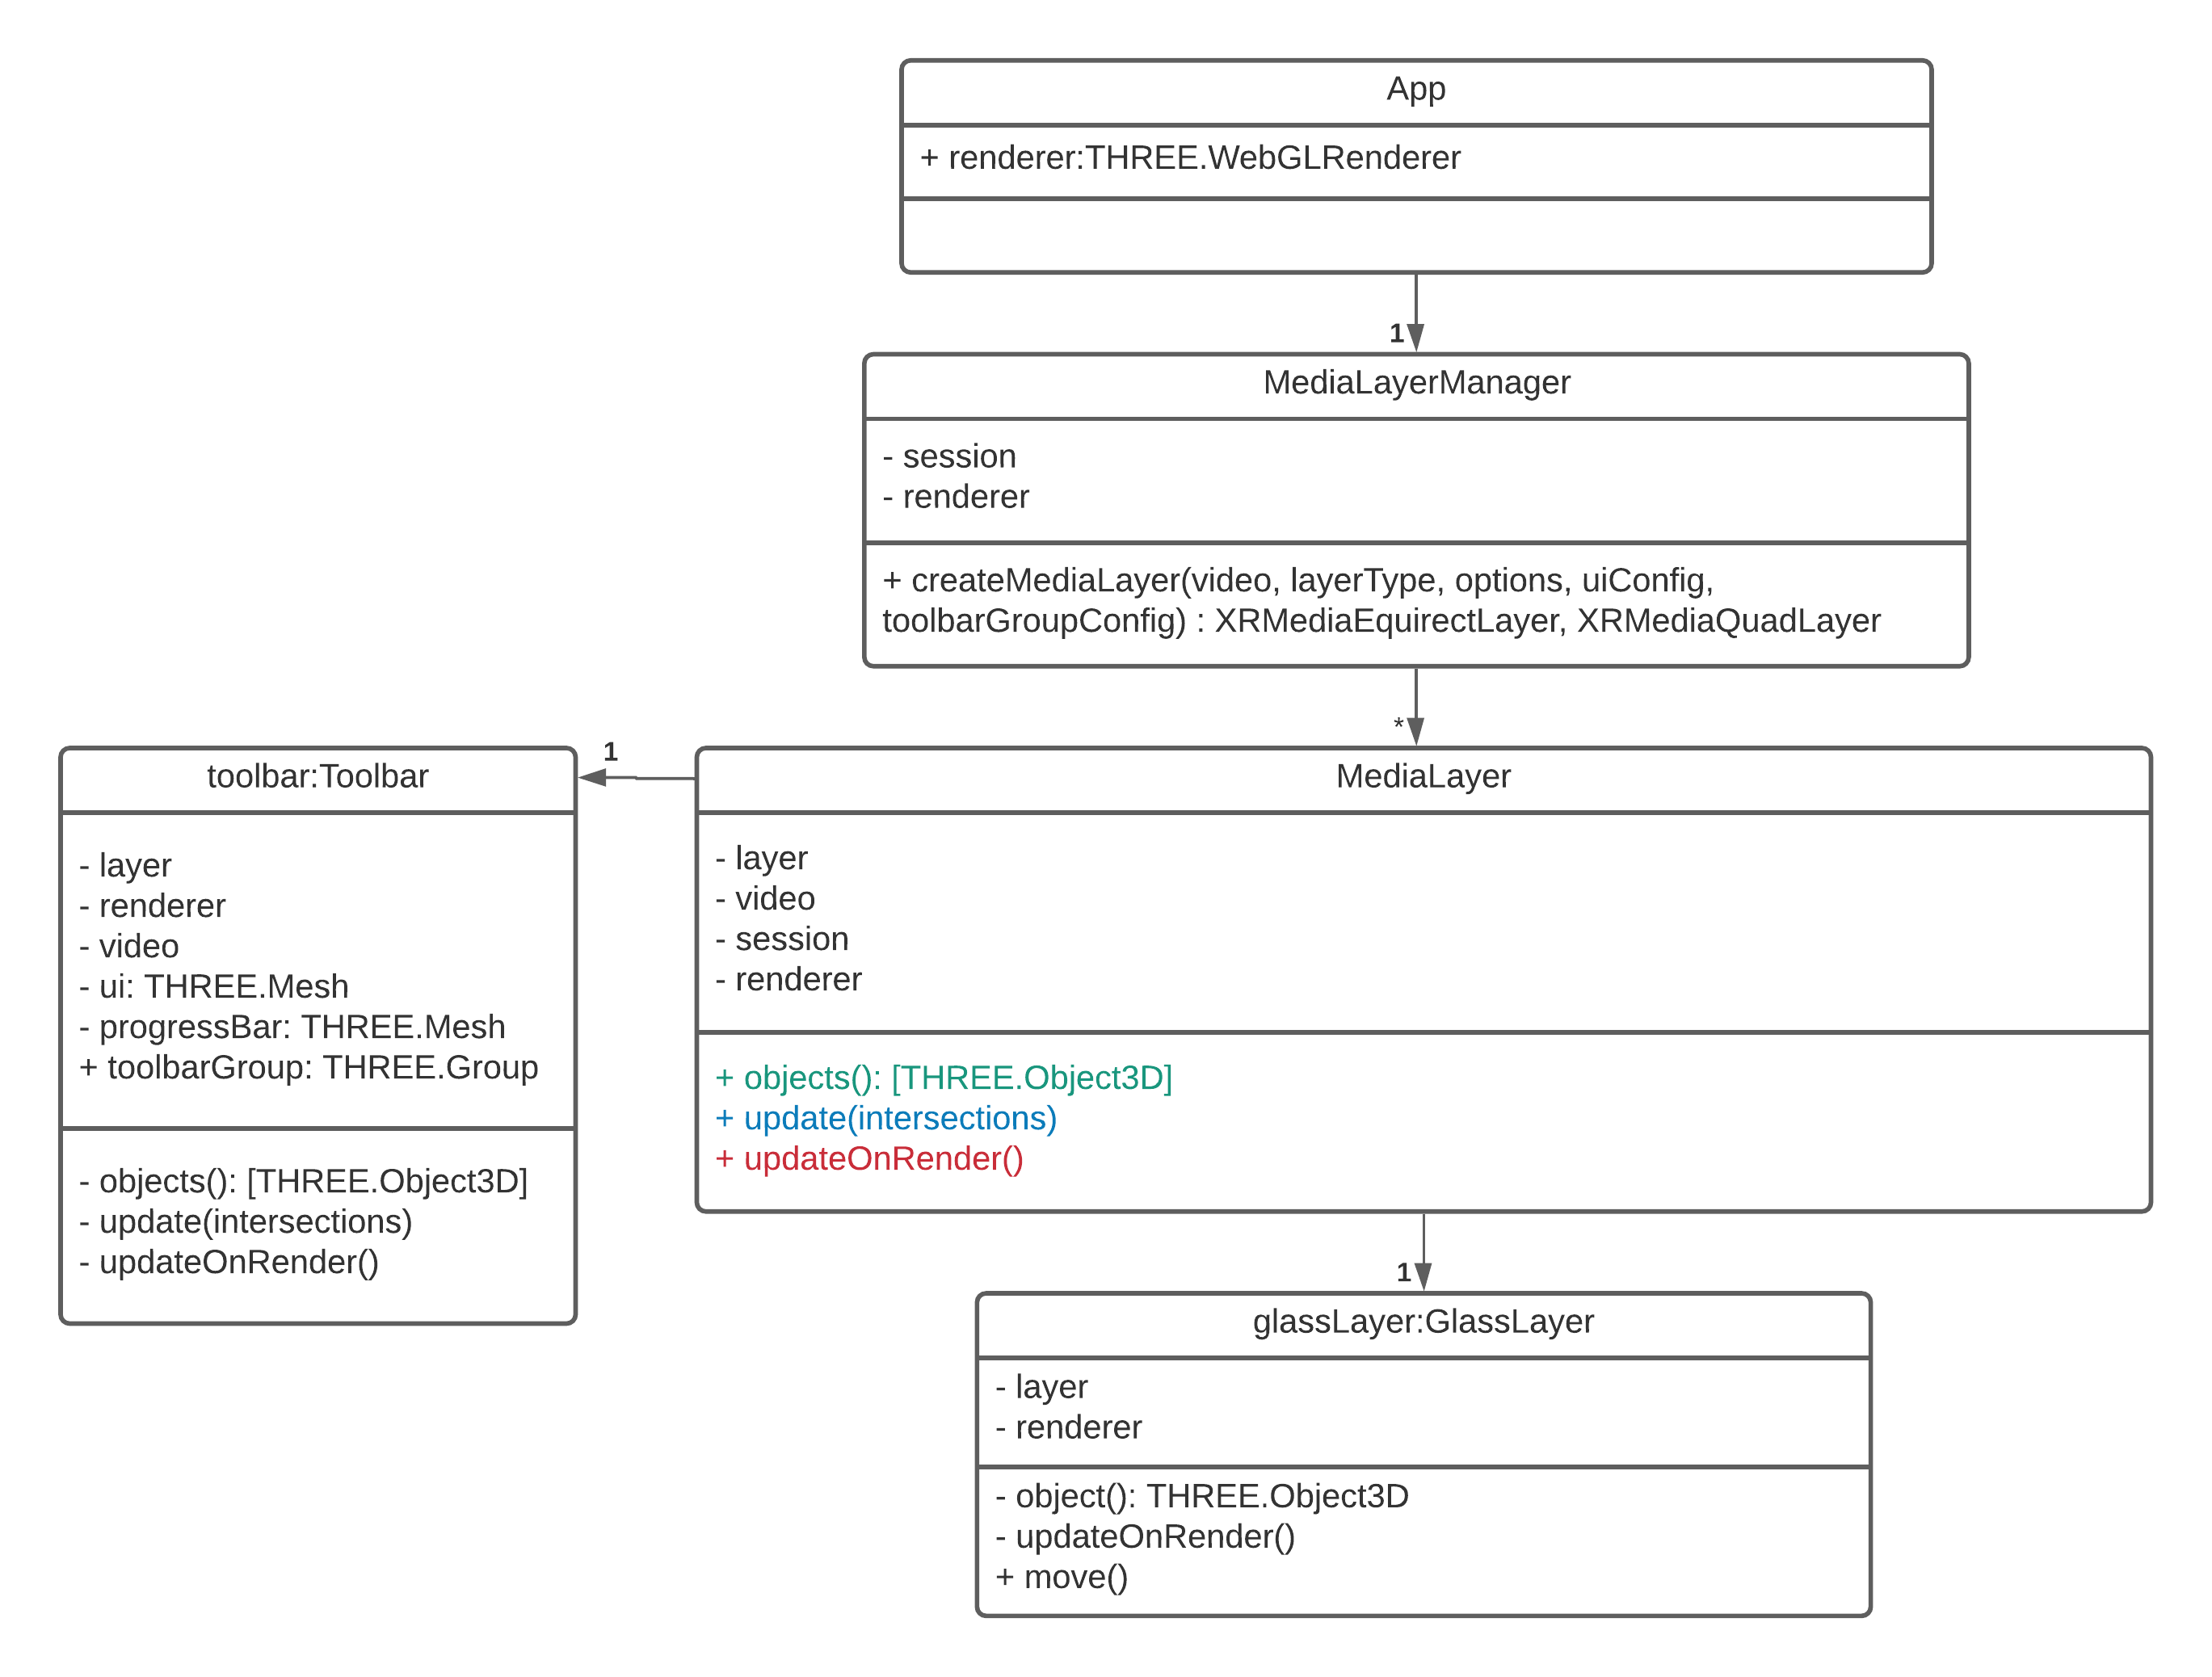 App
+ renderer:THREE.WebGLRenderer
1
MediaLayerManager
- session
- renderer
+ createMediaLayer(video, layerType, options, uiConfig,
toolbarGroupConfig) : XRMediaEquirectLayer, XRMediaQuadLayer
*
1
toolbar:Toolbar
- layer
- renderer
- video
- ui: THREE.Mesh
- progressBar: THREE.Mesh
+ toolbarGroup: THREE.Group
- objects(): [THREE.Object3D]
- update(intersections)
- updateOnRender()
MediaLayer
- layer
- video
- session
- renderer
+ objects(): [THREE.Object3D]
+ update(intersections)
+ updateOnRender()
1
glassLayer:GlassLayer
- layer
- renderer
- object(): THREE.Object3D
- updateOnRender()
+ move()